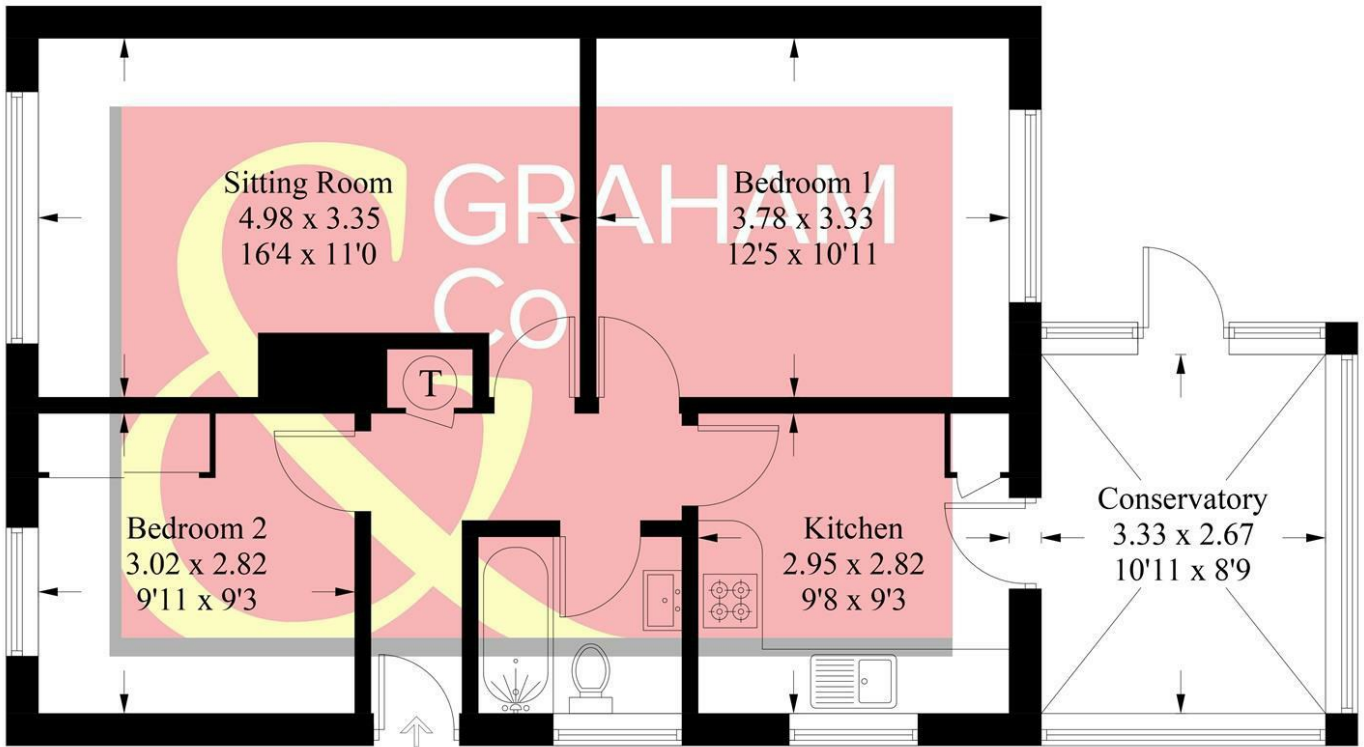 Sitting Room
4.98 x 3.35
16'4 x 11'0
GRAHAM
& Co
Bedroom 1
3.78 x 3.33
12'5 x 10'11
T
Bedroom 2
3.02 x 2.82
9'11 x 9'3
Kitchen
2.95 x 2.82
9'8 x 9'3
Conservatory
3.33 x 2.67
10'11 x 8'9